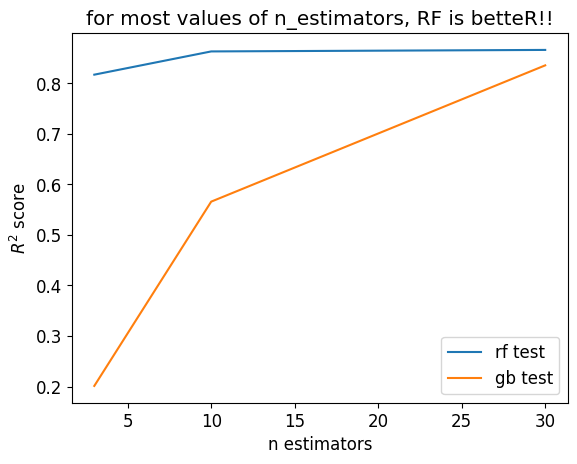 for most values of n_estimators, RF is betteR!!
0.8
0.7
0.6
0.5
0.4
0.3
0.2
R² score
rf test
gb test
5
10
15
20
25
30
n estimators